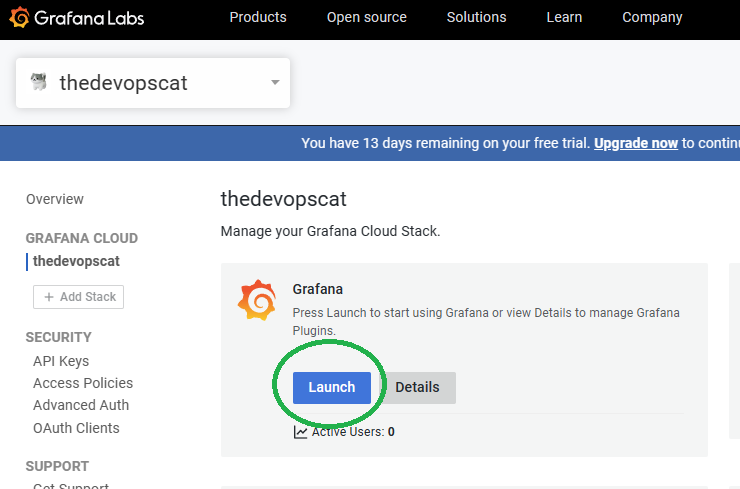 Grafana Labs
Products
Open source
Solutions
Learn
Company
thedevopscat
You have 13 days remaining on your free trial. Upgrade now to
Overview
thedevopscat
Manage your Grafana Cloud Stack.
GRAFANA CLOUD
thedevopscat
+ Add Stack
Grafana
Press Launch to start using Grafana or view Details to manage Grafana
Plugins.
Launch
Details
Active Users: 0
SECURITY
API Keys
Access Policies
Advanced Auth
OAuth Clients
SUPPORT
Get Support